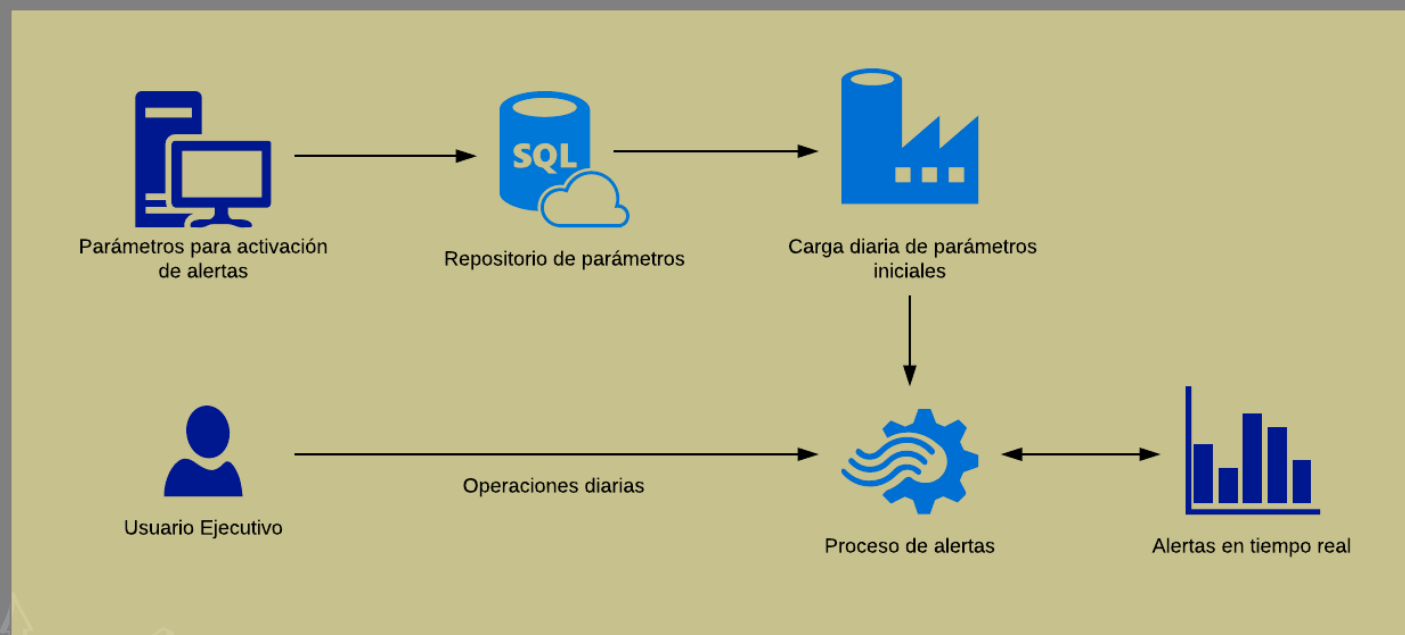 SQL
Parámetros para activación
de alertas
Repositorio de parámetros
Carga diaria de parámetros
iniciales
Operaciones diarias
Usuario Ejecutivo
Proceso de alertas
Alertas en tiempo real